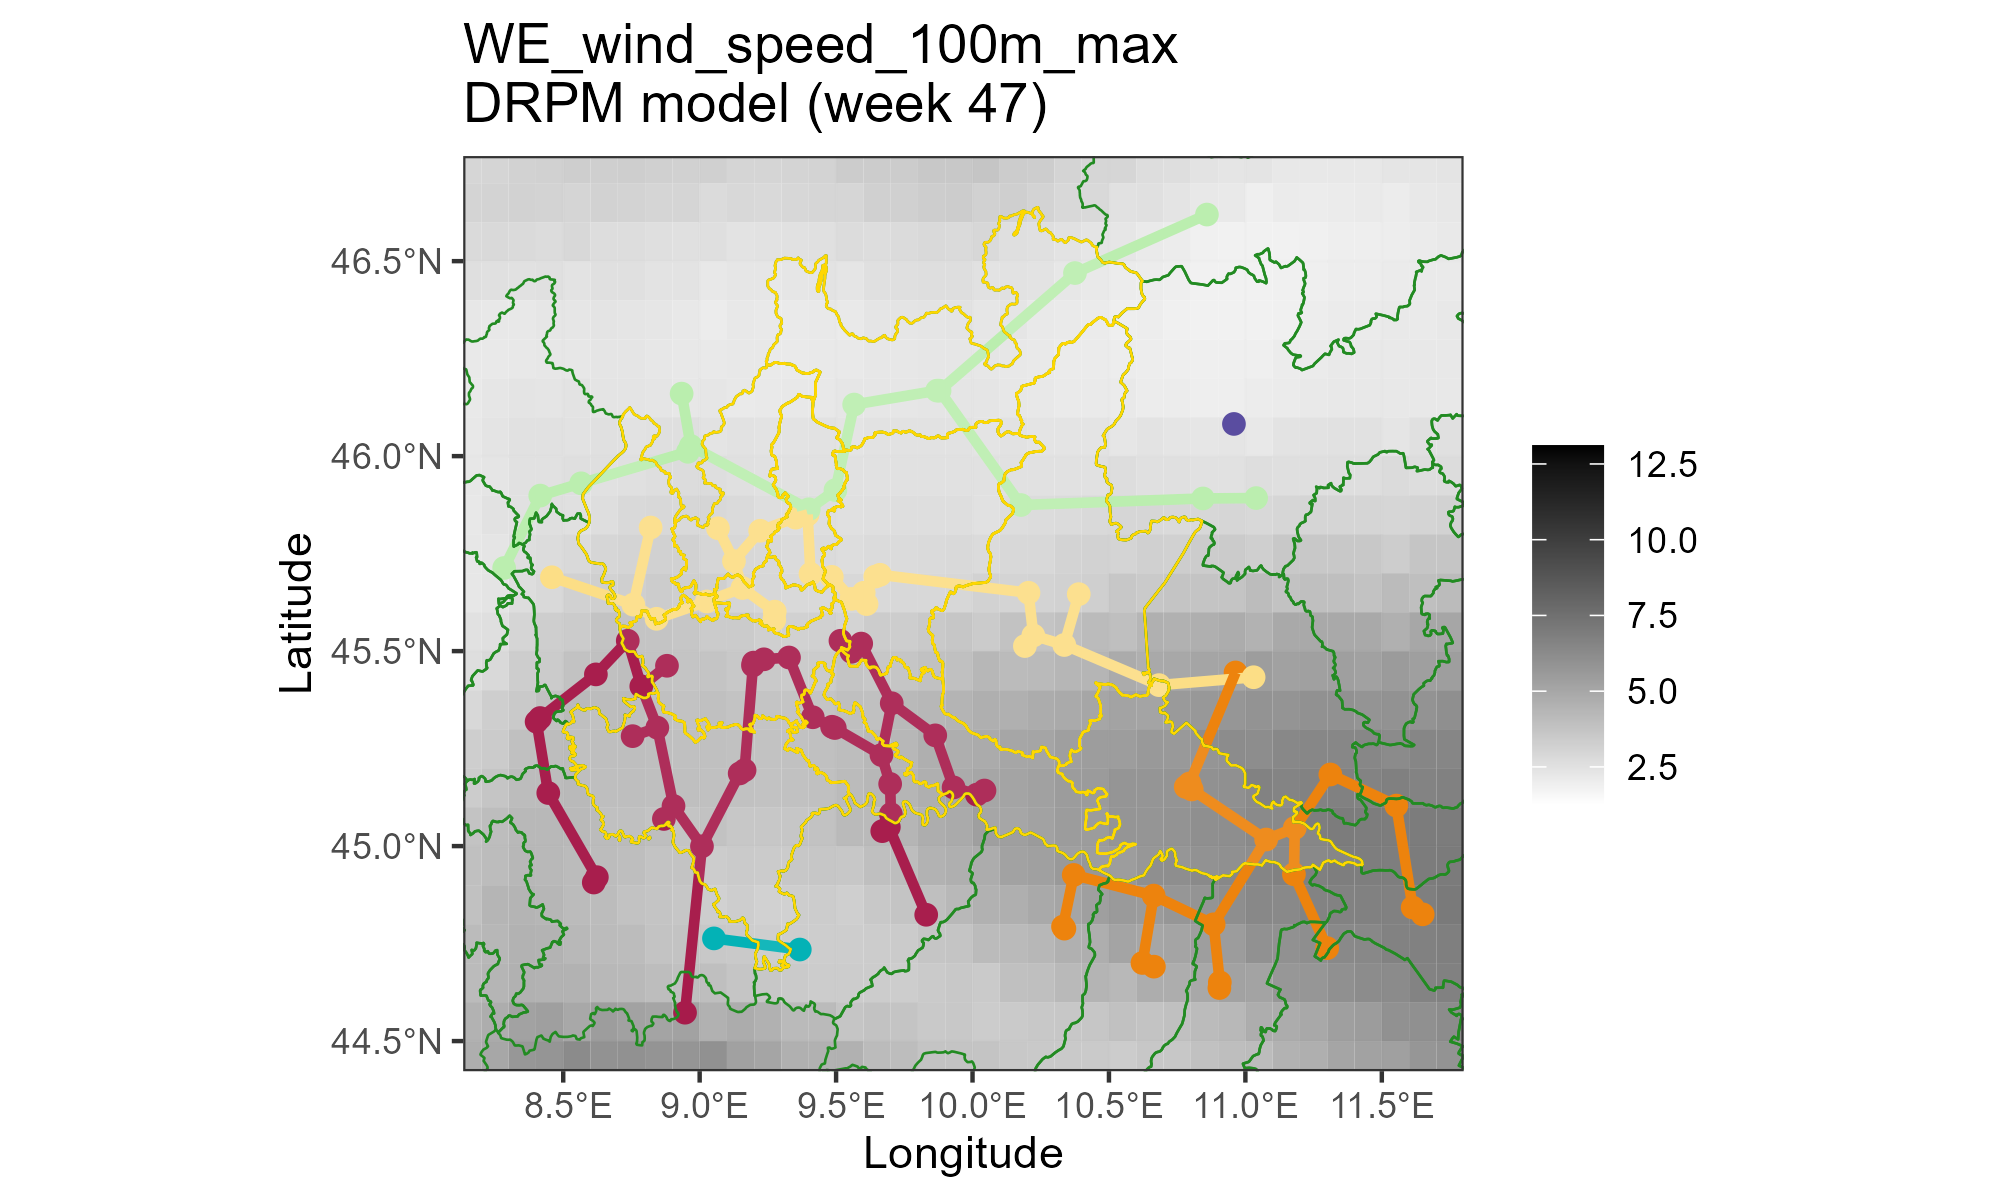 WE_wind_speed_100m_max
DRPM model (week 47)
46.5°N
46.0°N
45.5°N
45.0°N
44.5°N
Latitude
8.5°E
9.0°E
9.5°E
10.0°E
10.5°E
11.0°E
11.5°E
Longitude
12.5
10.0
7.5
5.0
2.5